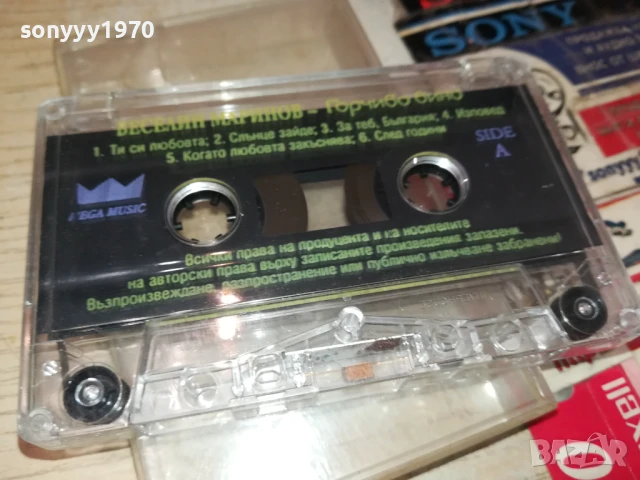 sonyyy1970
SONY
ВЕСЕЛИН МАРИНОВ - Горчиво вино
1. Ти си любовта; 2. Слънце зайде; 3. За теб, България; 4. Изповед
5. Когато любовта закъснява; 6. След години
SIDE
A
MEGA MUSIC
Всички права на продуцента и на носителите
на авторски права върху записаните произведения запазени.
Възпроизвеждане, разпространение или публично излъчване забранени!
BAZAR